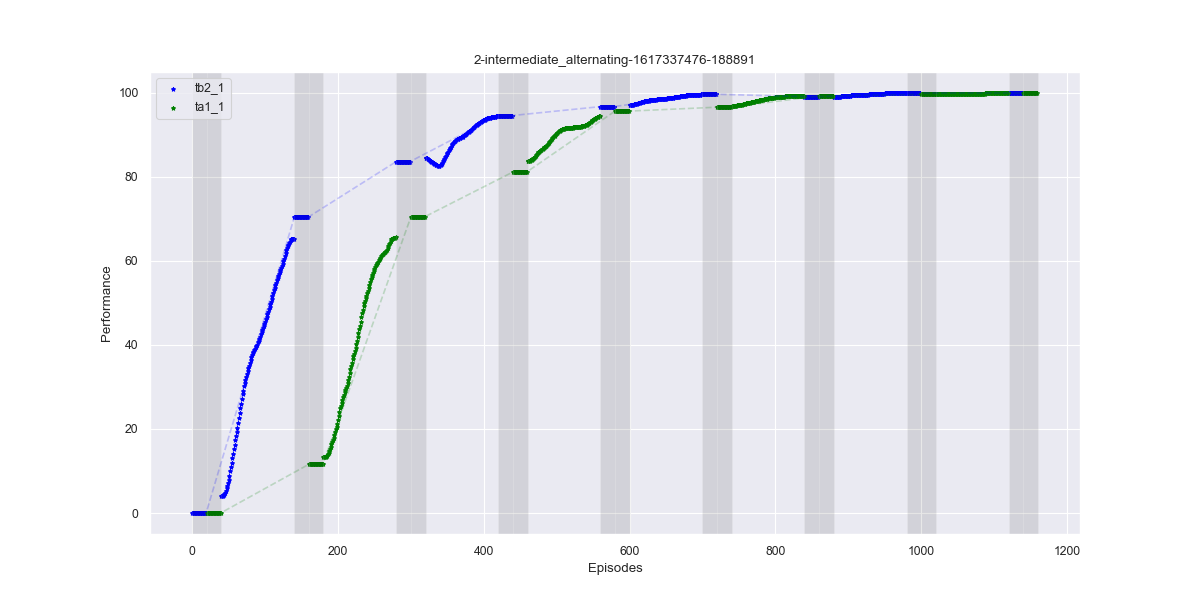 2-intermediate_alternating-1617337476-188891
tb2_1
ta1_1
100
80
60
40
20
0
Performance
0 200 400 600 800 1000 1200
Episodes